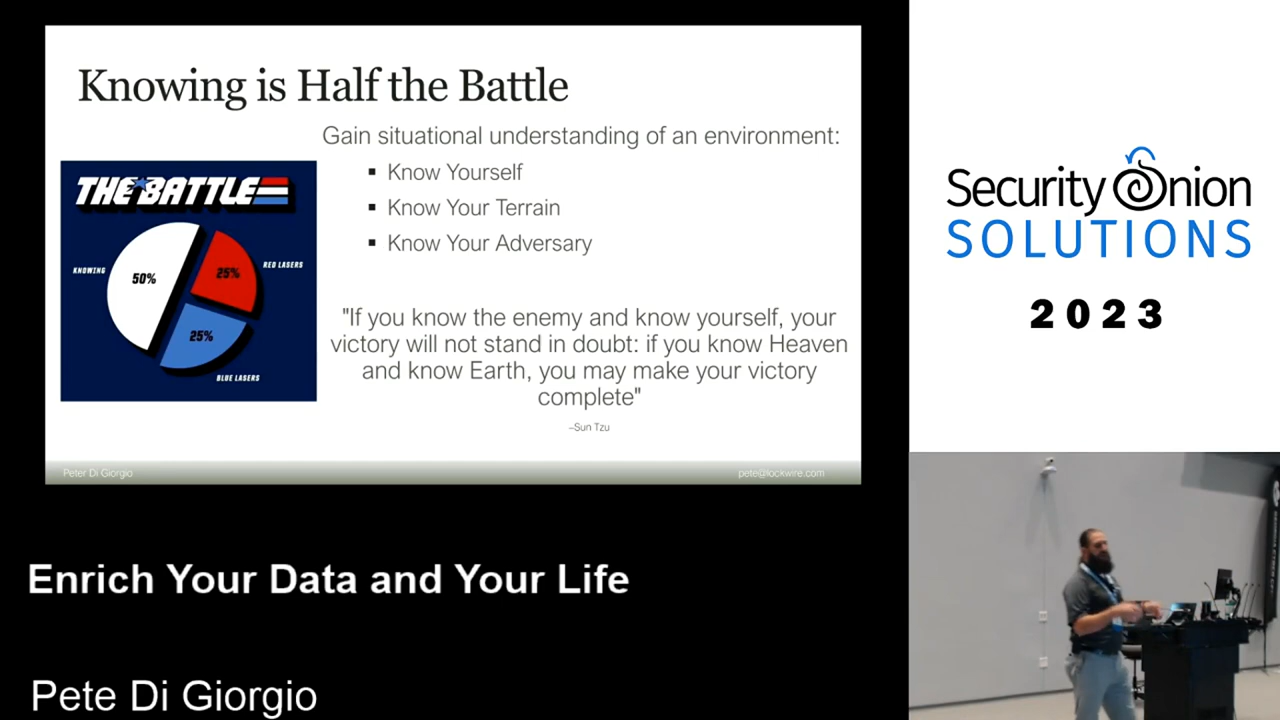 Knowing is Half the Battle
Gain situational understanding of an environment:
▪ Know Yourself
▪ Know Your Terrain
▪ Know Your Adversary
THE BATTLE
KNOWING
50%
25%
RED LASERS
25%
BLUE LASERS
"If you know the enemy and know yourself, your
victory will not stand in doubt: if you know Heaven
and know Earth, you may make your victory
complete"
–Sun Tzu
Peter Di Giorgio
pete@lockwire.com
Security Onion
SOLUTIONS
2023
Enrich Your Data and Your Life
Pete Di Giorgio